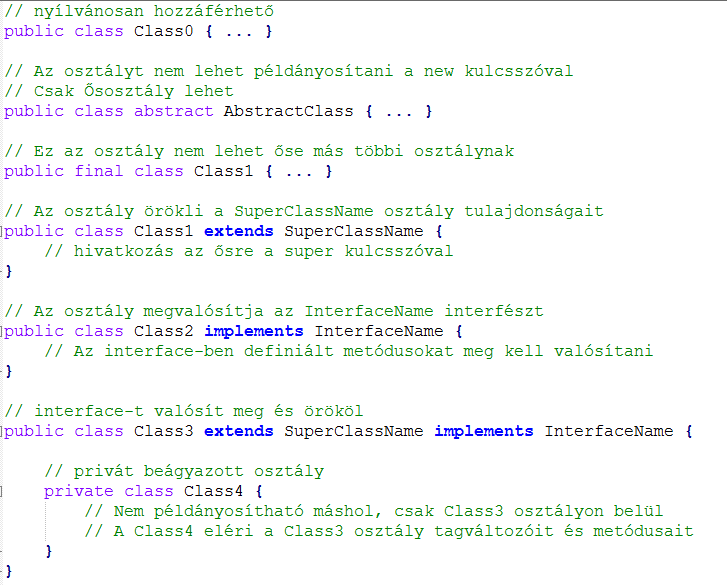 // nyílvánosan hozzáférhető
public class Class0 { ... }
// Az osztályt nem lehet példányosítani a new kulcsszóval
// Csak Ősosztály lehet
public class abstract AbstractClass { ... }
// Ez az osztály nem lehet őse más többi osztálynak
public final class Class1 { ... }
// Az osztály örökli a SuperClassName osztály tulajdonságait
public class Class1 extends SuperClassName {
// hivatkozás az ősre a super kulcsszóval
}
// Az osztály megvalósítja az InterfaceName interfészt
public class Class2 implements InterfaceName {
// Az interface-ben definiált metódusokat meg kell valósítani
}
// interface-t valósít meg és örököl
public class Class3 extends SuperClassName implements InterfaceName {
// privát beágyazott osztály
private class Class4 {
// Nem példányosítható máshol, csak Class3 osztályon belül
// A Class4 eléri a Class3 osztály tagváltozóit és metódusait
}
}